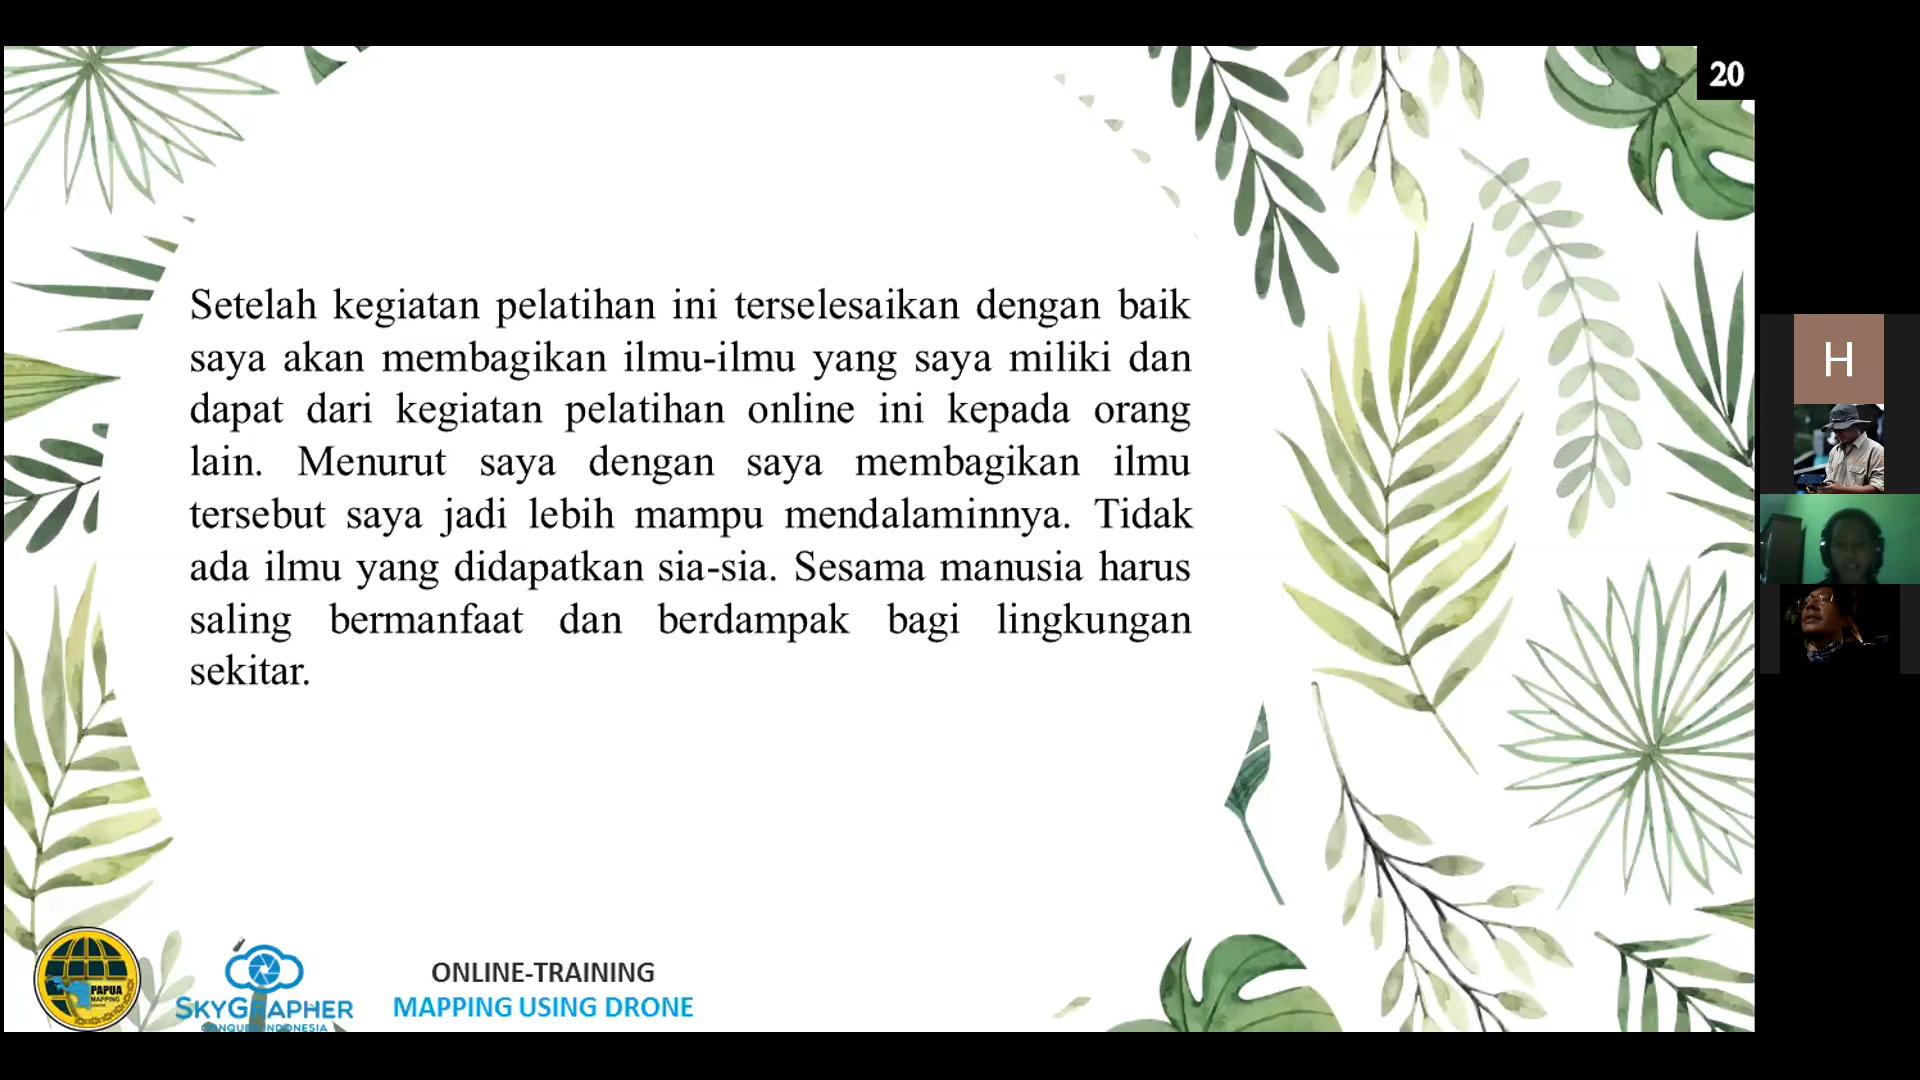 20
Setelah kegiatan pelatihan ini terselesaikan dengan baik
saya akan membagikan ilmu-ilmu yang saya miliki dan
dapat dari kegiatan pelatihan online ini kepada orang
lain. Menurut saya dengan saya membagikan ilmu
tersebut saya jadi lebih mampu mendalaminnya. Tidak
ada ilmu yang didapatkan sia-sia. Sesama manusia harus
saling bermanfaat dan berdampak bagi lingkungan
sekitar.
H
PAPUA
MAPPING
SKYGRAPHER
CONQUER INDONESIA
ONLINE-TRAINING
MAPPING USING DRONE